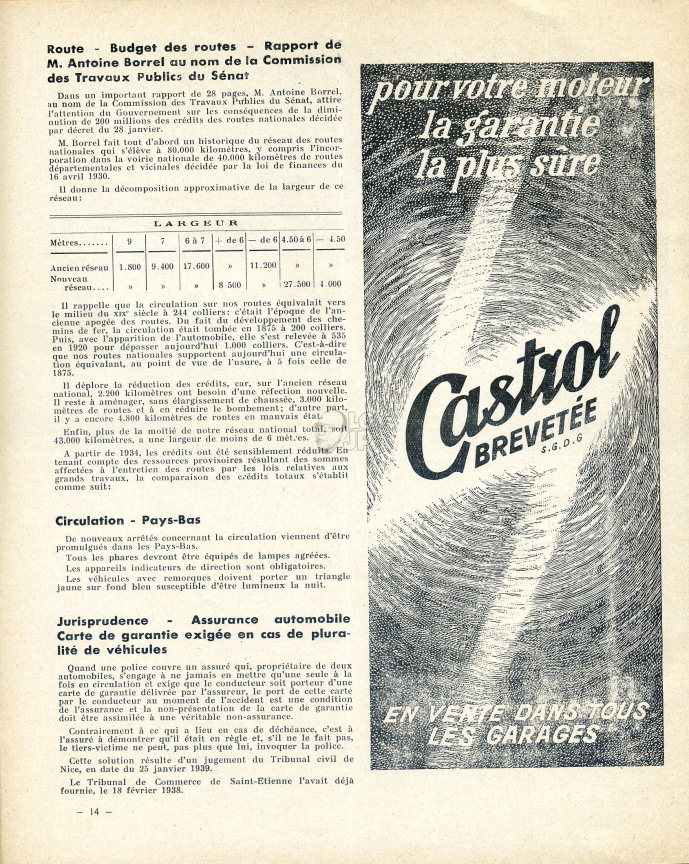 Route - Budget des routes - Rapport de
M. Antoine Borrel au nom de la Commission
des Travaux Publics du Sénat
Dans un important rapport de 28 pages, M. Antoine Borrel,
au nom de la Commission des Travaux Publics du Sénat, attire
l'attention du Gouvernement sur les conséquences de la dimi-
nution de 200 millions des crédits des routes nationales décidée
par décret du 28 janvier.
M. Borrel fait tout d'abord un historique du réseau des routes
nationales qui s'élève à 80.000 kilomètres, y compris l'incor-
poration dans la voirie nationale de 40.000 kilomètres de routes
départementales et vicinales décidée par la loi de finances du
16 avril 1930.
Il donne la décomposition approximative de la largeur de ce
réseau:
LARGEUR
Mètres....... 9 7 6 à 7 + de 6 — de 6 4.50 à 6 — 4.50
Ancien réseau 1.800 9.400 17.600 » 11.200 » »
Nouveau
réseau.... » » » 8 500 » 27.500 4.000
Il rappelle que la circulation sur nos routes équivalait vers
le milieu du XIXe siècle à 244 colliers: c'était l'époque de l'an-
cienne apogée des routes. Du fait du développement des che-
mins de fer, la circulation était tombée en 1875 à 200 colliers.
Puis, avec l'apparition de l'automobile, elle s'est relevée à 535
en 1920 pour dépasser aujourd'hui 1.000 colliers. C'est-à-dire
que nos routes nationales supportent aujourd'hui une circula-
tion équivalant, au point de vue de l'usure, à 5 fois celle de
1875.
Il déplore la réduction des crédits, car, sur l'ancien réseau
national, 2.200 kilomètres ont besoin d'une réfection nouvelle.
Il reste à aménager, sans élargissement de chaussée, 3.000 kilo-
mètres de routes et à en réduire le bombement; d'autre part,
il y a encore 4.800 kilomètres de routes en mauvais état.
Enfin, plus de la moitié de notre réseau national total, soit
43.000 kilomètres, a une largeur de moins de 6 mètres.
A partir de 1934, les crédits ont été sensiblement réduits. En
tenant compte des ressources provisoires résultant des sommes
affectées à l'entretien des routes par les lois relatives aux
grands travaux, la comparaison des crédits totaux s'établit
comme suit:
Circulation - Pays-Bas
De nouveaux arrêtés concernant la circulation viennent d'être
promulgués dans les Pays-Bas.
Tous les phares devront être équipés de lampes agréées.
Les appareils indicateurs de direction sont obligatoires.
Les véhicules avec remorques doivent porter un triangle
jaune sur fond bleu susceptible d'être lumineux la nuit.
Jurisprudence - Assurance automobile
Carte de garantie exigée en cas de plura-
lité de véhicules
Quand une police couvre un assuré qui, propriétaire de deux
automobiles, s'engage à ne jamais en mettre qu'une seule à la
fois en circulation et exige que le conducteur soit porteur d'une
carte de garantie délivrée par l'assureur, le port de cette carte
par le conducteur au moment de l'accident est une condition
de l'assurance et la non-présentation de la carte de garantie
doit être assimilée à une véritable non-assurance.
Contrairement à ce qui a lieu en cas de déchéance, c'est à
l'assuré à démontrer qu'il était en règle et, s'il ne le fait pas,
le tiers-victime ne peut, pas plus que lui, invoquer la police.
Cette solution résulte d'un jugement du Tribunal civil de
Nice, en date du 25 janvier 1939.
Le Tribunal de Commerce de Saint-Etienne l'avait déjà
fournie, le 18 février 1938.
- 14 -
pour votre moteur
la garantie
la plus sûre
Castrol
BREVETÉE
S.G.D.G
EN VENTE DANS TOUS
LES GARAGES